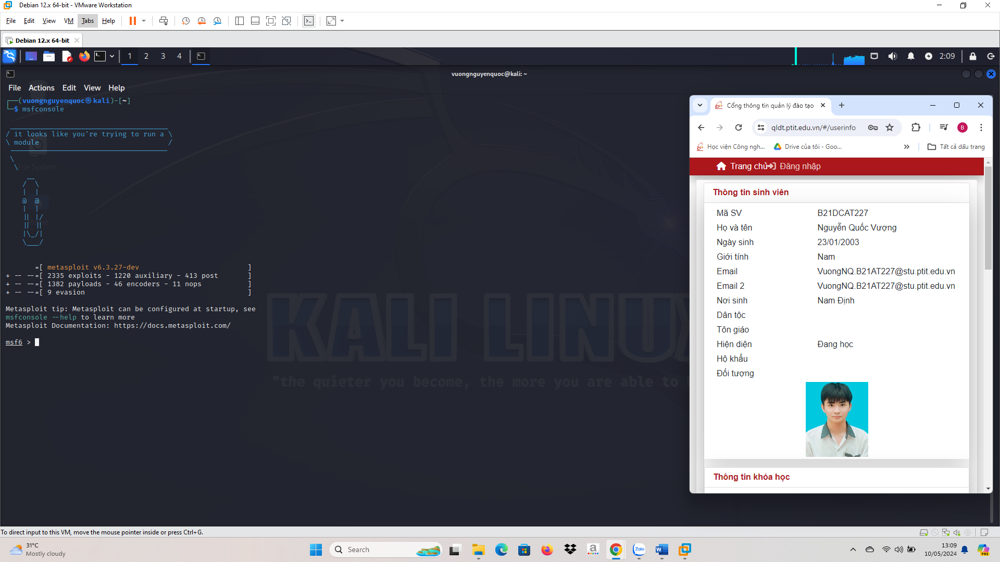 Debian 12.x 64-bit - VMware Workstation
File Edit View VM Tabs Help
Debian 12.x 64-bit
1 2 3 4
2:09
vuongnguyenquoc@kali: ~
File Actions Edit View Help
┌──(vuongnguyenquoc㉿kali)-[~]
└─$ msfconsole
/ it looks like you're trying to run a \
\ module /
File System
Home
=[ metasploit v6.3.27-dev ]
+ -- --=[ 2335 exploits - 1220 auxiliary - 413 post ]
+ -- --=[ 1382 payloads - 46 encoders - 11 nops ]
+ -- --=[ 9 evasion ]
Metasploit tip: Metasploit can be configured at startup, see
msfconsole --help to learn more
Metasploit Documentation: https://docs.metasploit.com/
msf6 >
KALI LINUX
"the quieter you become, the more you are able to
Cổng thông tin quản lý đào tạo
qldt.ptit.edu.vn/#/userinfo
B
Học viện Công ngh...
Drive của tôi - Goo...
Tất cả dấu trang
Trang chủ
Đăng nhập
Thông tin sinh viên
Mã SV B21DCAT227
Họ và tên Nguyễn Quốc Vượng
Ngày sinh 23/01/2003
Giới tính Nam
Email VuongNQ.B21AT227@stu.ptit.edu.vn
Email 2 VuongNQ.B21AT227@stu.ptit.edu.vn
Nơi sinh Nam Định
Dân tộc
Tôn giáo
Hiện diện Đang học
Hộ khẩu
Đối tượng
Thông tin khóa học
To direct input to this VM, move the mouse pointer inside or press Ctrl+G.
31°C
Mostly cloudy
Search
Zalo
13:09
10/05/2024
PRE